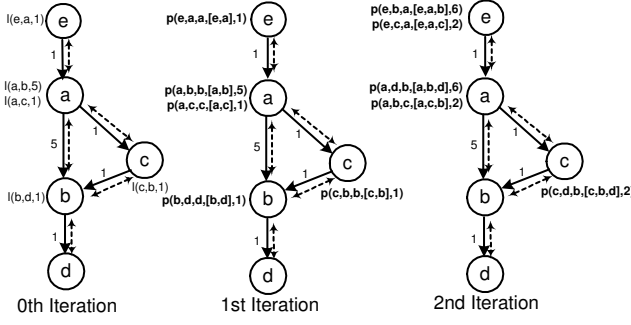 l(e,a,1)
e
1
l(a,b,5)
l(a,c,1)
a
1
5
c
1
l(c,b,1)
l(b,d,1)
b
1
d
0th Iteration
p(e,a,a,[e,a],1)
e
1
p(a,b,b,[a,b],5)
p(a,c,c,[a,c],1)
a
1
5
c
1
p(c,b,b,[c,b],1)
p(b,d,d,[b,d],1)
b
1
d
1st Iteration
p(e,b,a,[e,a,b],6)
p(e,c,a,[e,a,c],2)
e
1
p(a,d,b,[a,b,d],6)
p(a,b,c,[a,c,b],2)
a
1
5
c
1
p(c,d,b,[c,b,d],2)
b
1
d
2nd Iteration